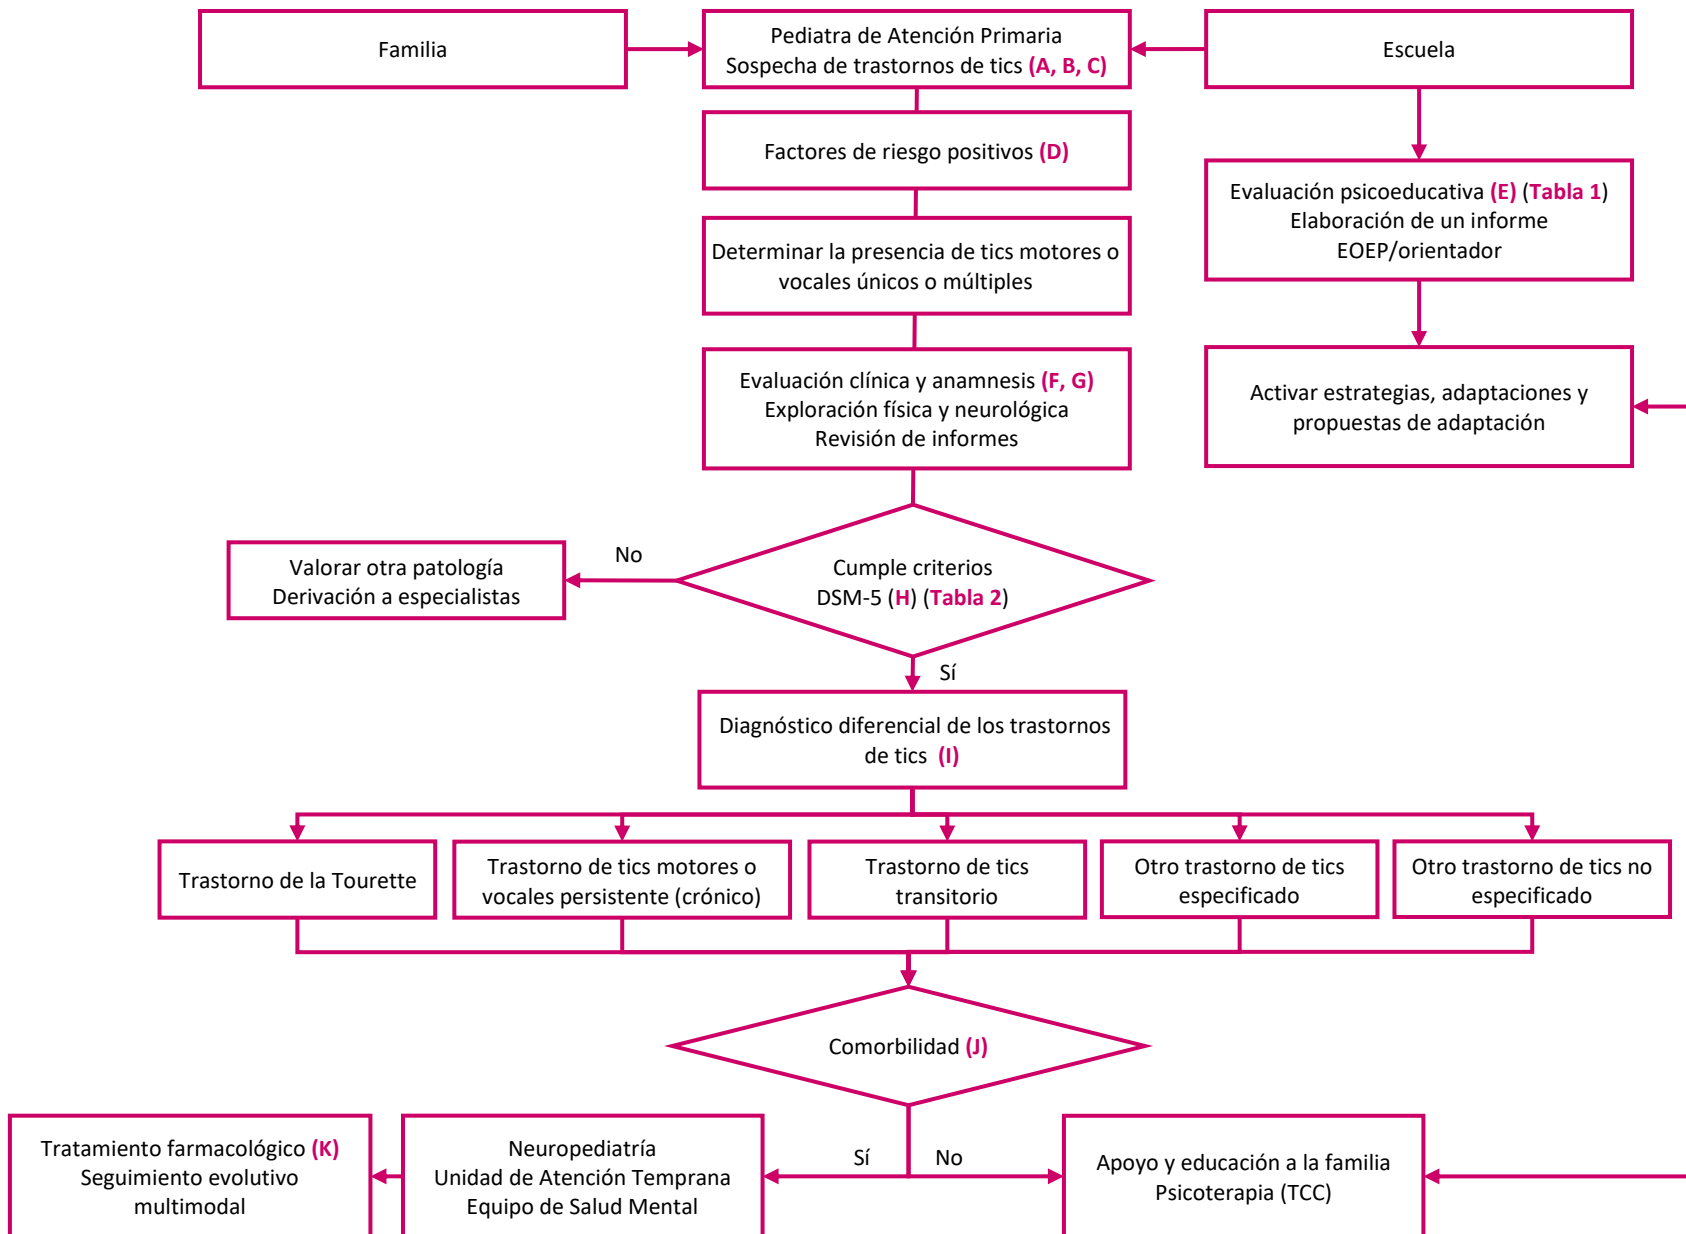 Familia
Pediatra de Atención Primaria
Sospecha de trastornos de tics (A, B, C)
Escuela
Factores de riesgo positivos (D)
Evaluación psicoeducativa (E) (Tabla 1)
Elaboración de un informe
EOEP/orientador
Determinar la presencia de tics motores o
vocales únicos o múltiples
Evaluación clínica y anamnesis (F, G)
Exploración física y neurológica
Revisión de informes
Activar estrategias, adaptaciones y
propuestas de adaptación
No
Valorar otra patología
Derivación a especialistas
Cumple criterios
DSM-5 (H) (Tabla 2)
Sí
Diagnóstico diferencial de los trastornos
de tics (I)
Trastorno de la Tourette
Trastorno de tics motores o
vocales persistente (crónico)
Trastorno de tics
transitorio
Otro trastorno de tics
especificado
Otro trastorno de tics no
especificado
Comorbilidad (J)
Tratamiento farmacológico (K)
Seguimiento evolutivo
multimodal
Neuropediatría
Unidad de Atención Temprana
Equipo de Salud Mental
Sí
No
Apoyo y educación a la familia
Psicoterapia (TCC)